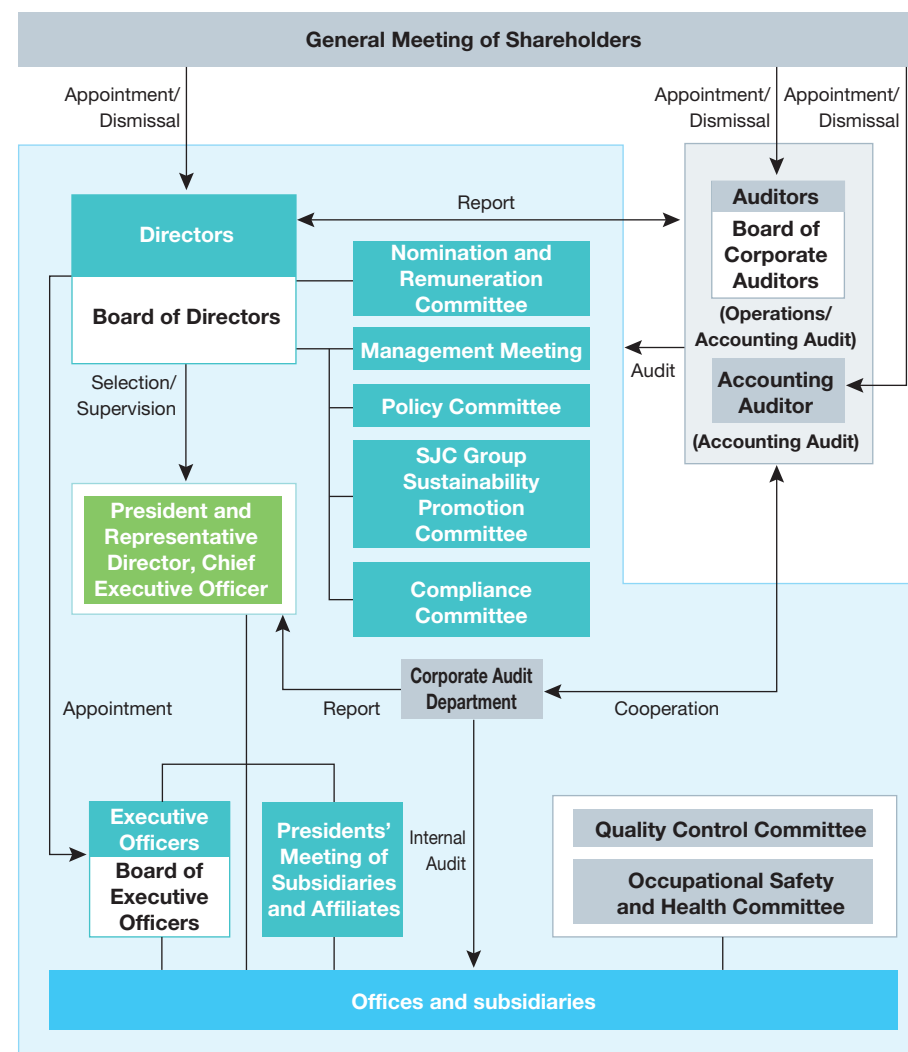 General Meeting of Shareholders
Appointment/
Dismissal
Appointment/
Dismissal
Appointment/
Dismissal
Directors
Board of Directors
Report
Auditors
Board of
Corporate
Auditors
(Operations/
Accounting Audit)
Accounting
Auditor
(Accounting Audit)
Audit
Nomination and
Remuneration
Committee
Management Meeting
Policy Committee
SJC Group
Sustainability
Promotion
Committee
Compliance
Committee
Selection/
Supervision
President and
Representative
Director, Chief
Executive Officer
Corporate Audit
Department
Appointment
Report
Cooperation
Executive
Officers
Board of
Executive
Officers
Presidents’
Meeting of
Subsidiaries
and Affiliates
Internal
Audit
Quality Control Committee
Occupational Safety
and Health Committee
Offices and subsidiaries